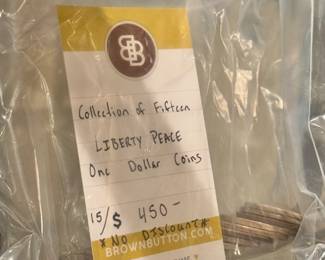 BB
Collection of Fifteen
LIBERTY PEACE
One Dollar Coins
15/$ 450-
* NO DISCOUNT *
BROWNBUTTON.COM